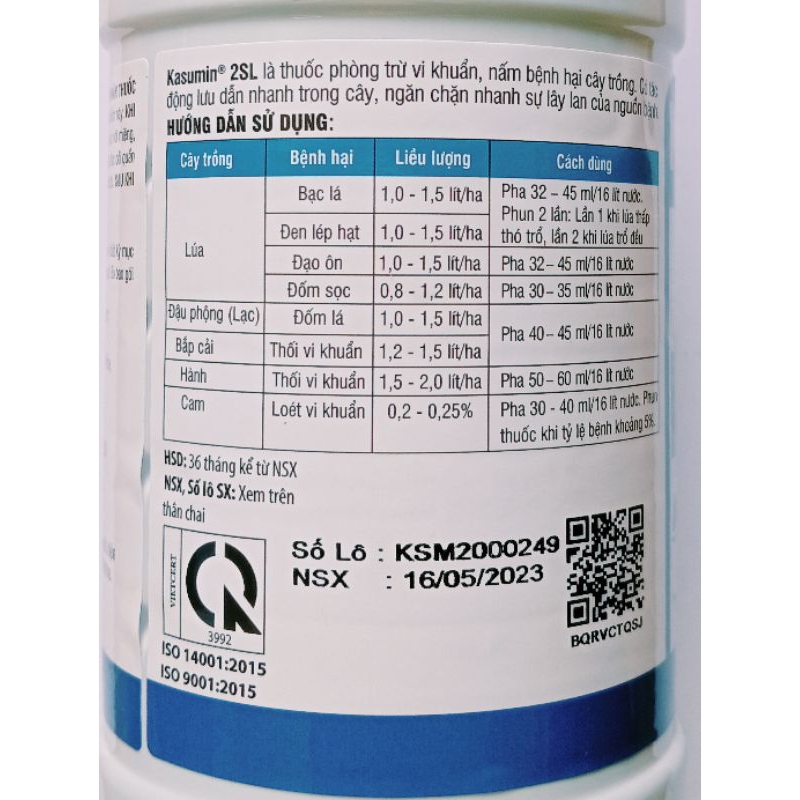 Kasumin® 2SL là thuốc phòng trừ vi khuẩn, nấm bệnh hại cây trồng. Có tác
động lưu dẫn nhanh trong cây, ngăn chặn nhanh sự lây lan của nguồn bệnh.
HƯỚNG DẪN SỬ DỤNG:
Cây trồng Bệnh hại Liều lượng Cách dùng
Lúa
Bạc lá 1,0 - 1,5 lít/ha
Pha 32 – 45 ml/16 lít nước.
Phun 2 lần: Lần 1 khi lúa thấp
thó trổ, lần 2 khi lúa trổ đều
Đen lép hạt 1,0 - 1,5 lít/ha
Đạo ôn 1,0 - 1,5 lít/ha Pha 32– 45 ml/16 lít nước
Đốm sọc 0,8 - 1,2 lít/ha Pha 30– 35 ml/16 lít nước
Đậu phộng (Lạc) Đốm lá 1,0 - 1,5 lít/ha
Pha 40– 45 ml/16 lít nước
Bắp cải Thối vi khuẩn 1,2 - 1,5 lít/ha
Hành Thối vi khuẩn 1,5 - 2,0 lít/ha Pha 50– 60 ml/16 lít nước
Cam Loét vi khuẩn 0,2 - 0,25% Pha 30 - 40 ml/16 lít nước. Phun
thuốc khi tỷ lệ bệnh khoảng 5%.
HSD: 36 tháng kể từ NSX
NSX, Số lô SX: Xem trên
thân chai
VIETCERT
3992
ISO 14001:2015
ISO 9001:2015
Số Lô : KSM2000249
NSX : 16/05/2023
BQRVCTQSJ
THUỐC
KHI
miệng,
KHI
mục